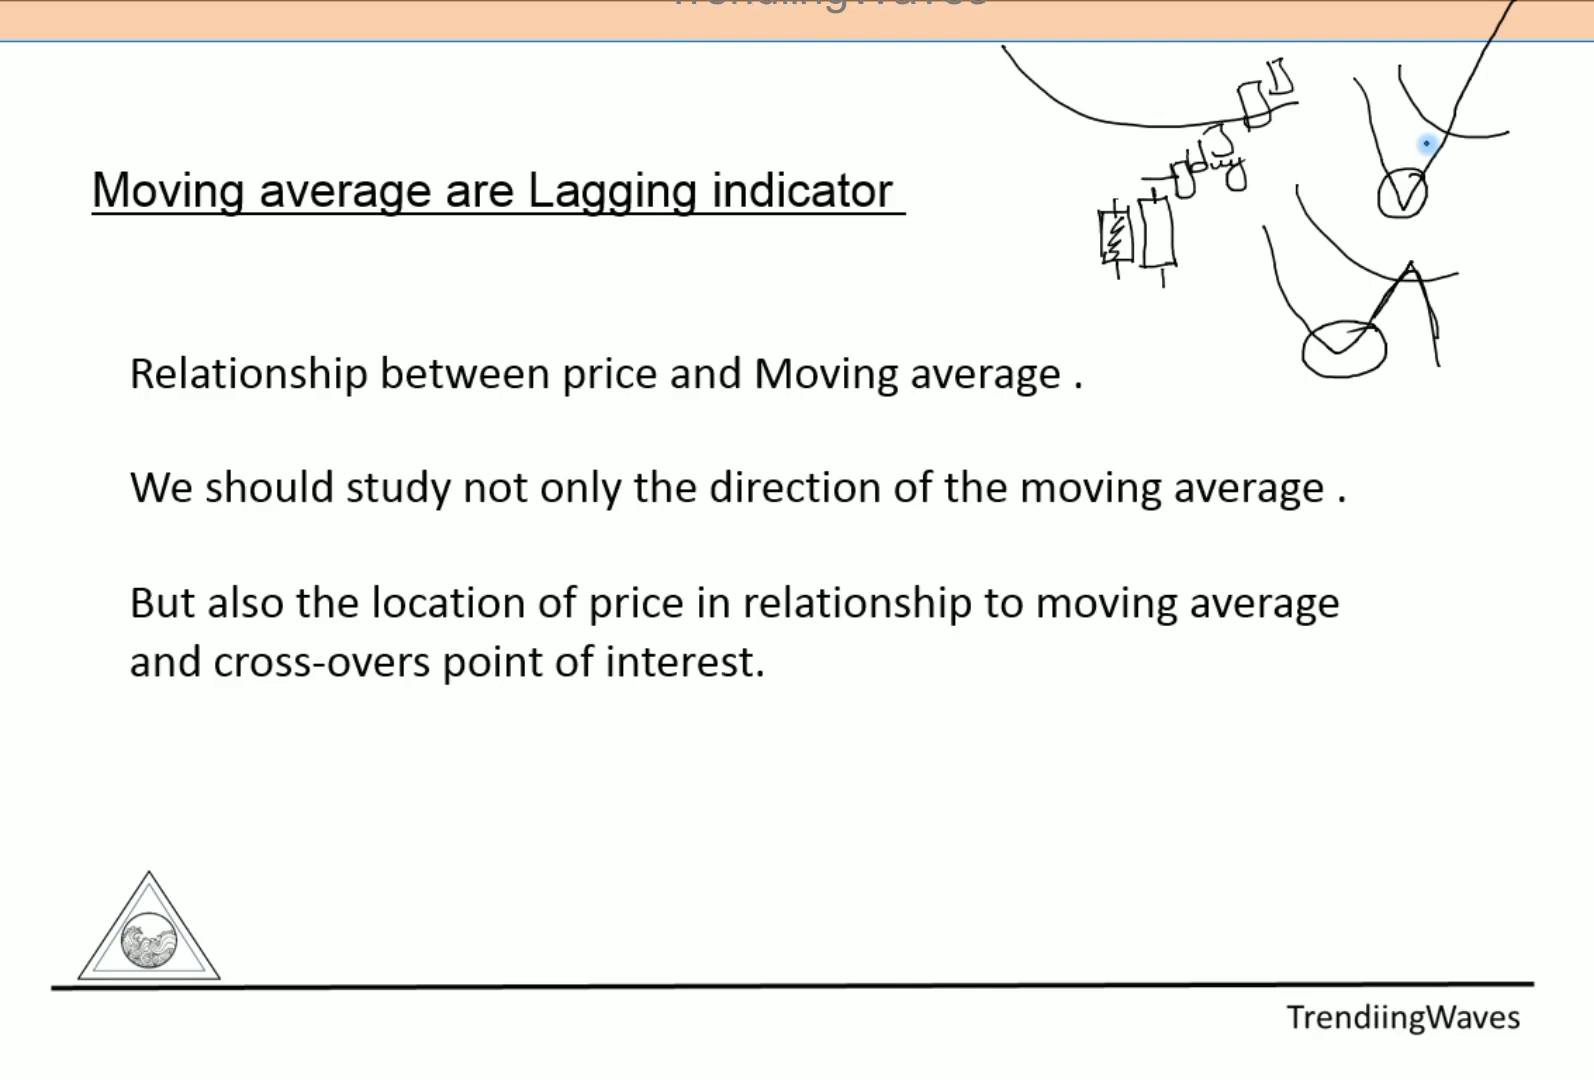 TrendiingWaves
buy
Moving average are Lagging indicator
Relationship between price and Moving average .
We should study not only the direction of the moving average .
But also the location of price in relationship to moving average
and cross-overs point of interest.
TrendiingWaves